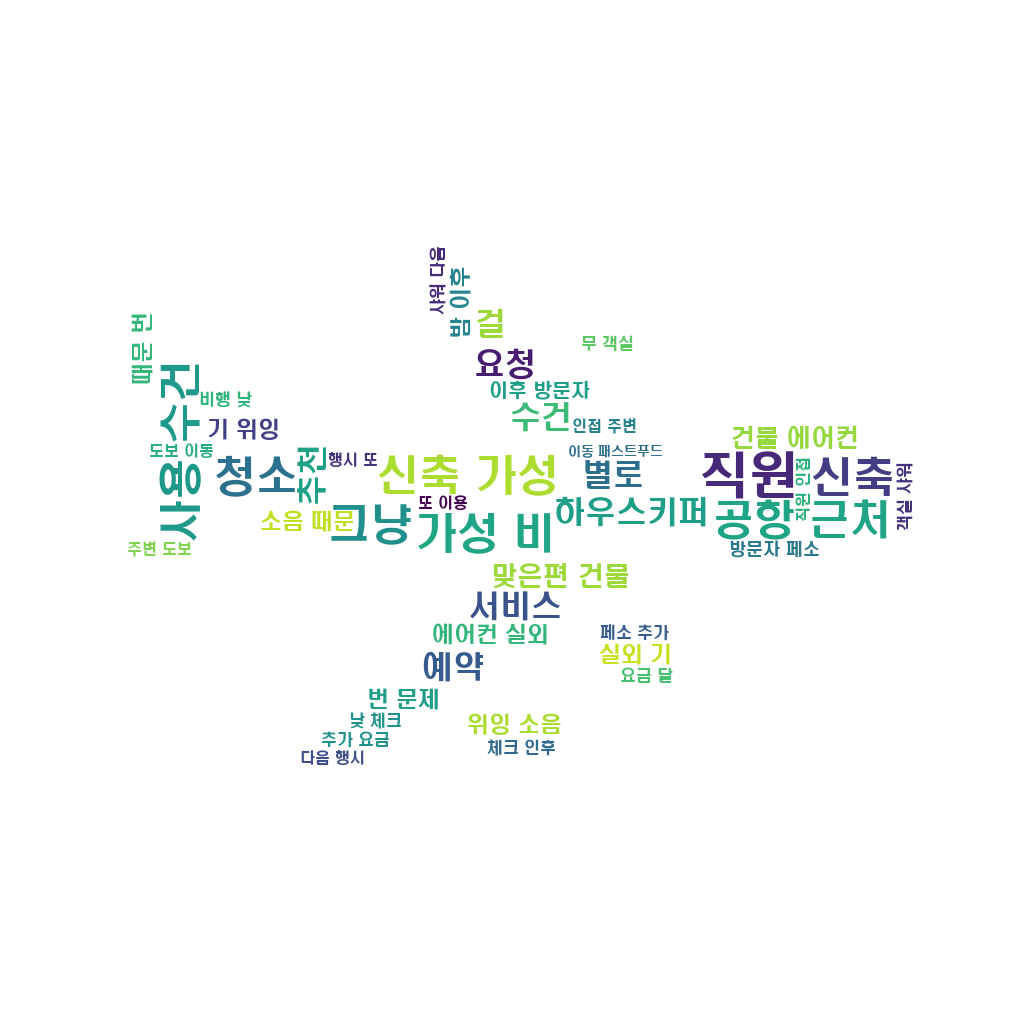 샤워 다음
밤 이후
걸
때문 번
무 객실
요청
사용 수건
비행 낮
이후 방문자
수건
기 위잉
인접 주변
건물 에어컨
도보 이동
청소
추천
행시 또
신축 가성
이동 패스트푸드
별로
직원
직원 인접
신축
객실 샤워
또 이용
소음 때문
그냥
가성 비
하우스키퍼
공항 근처
주변 도보
방문자 페소
맞은편 건물
서비스
에어컨 실외
페소 추가
실외 기
예약
요금 달
번 문제
낮 체크
위잉 소음
추가 요금
체크 인후
다음 행시